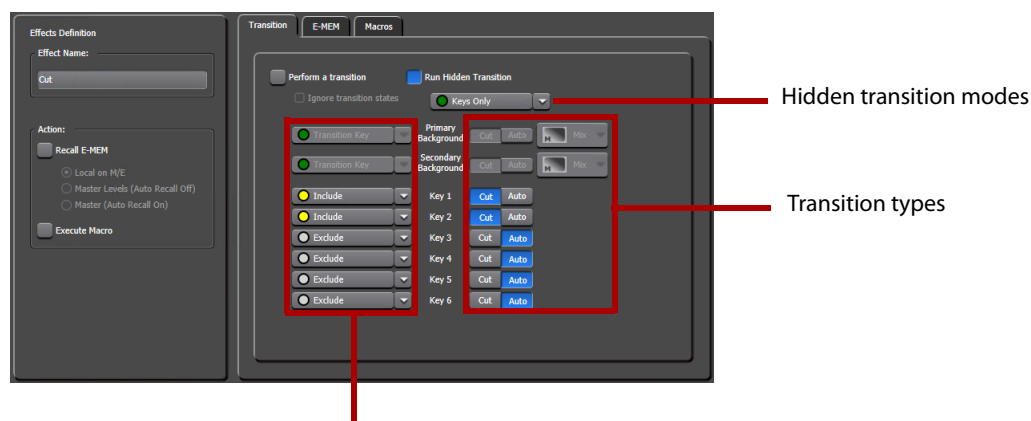 Effects Definition
Effect Name:
Cut
Action:
Recall E-MEM
Local on M/E
Master Levels (Auto Recall Off)
Master (Auto Recall On)
Execute Macro
Transition E-MEM Macros
Perform a transition Run Hidden Transition
Ignore transition states Keys Only
Hidden transition modes
Transition Key Primary Background Cut Auto M Mix
Transition Key Secondary Background Cut Auto M Mix
Include Key 1 Cut Auto
Transition types
Include Key 2 Cut Auto
Exclude Key 3 Cut Auto
Exclude Key 4 Cut Auto
Exclude Key 5 Cut Auto
Exclude Key 6 Cut Auto